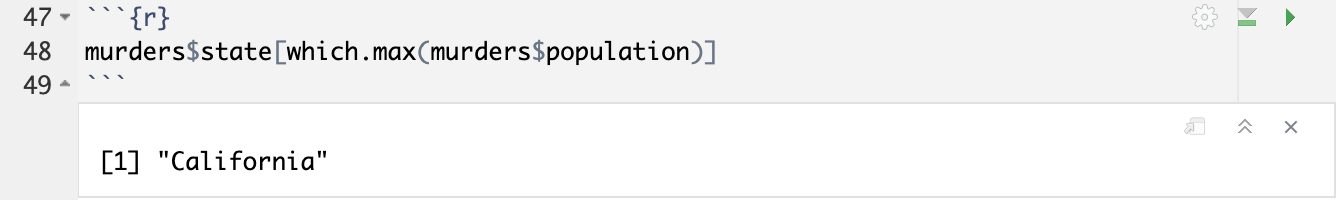 47 ```{r}
48 murders$state[which.max(murders$population)]
49 ```
[1] "California"